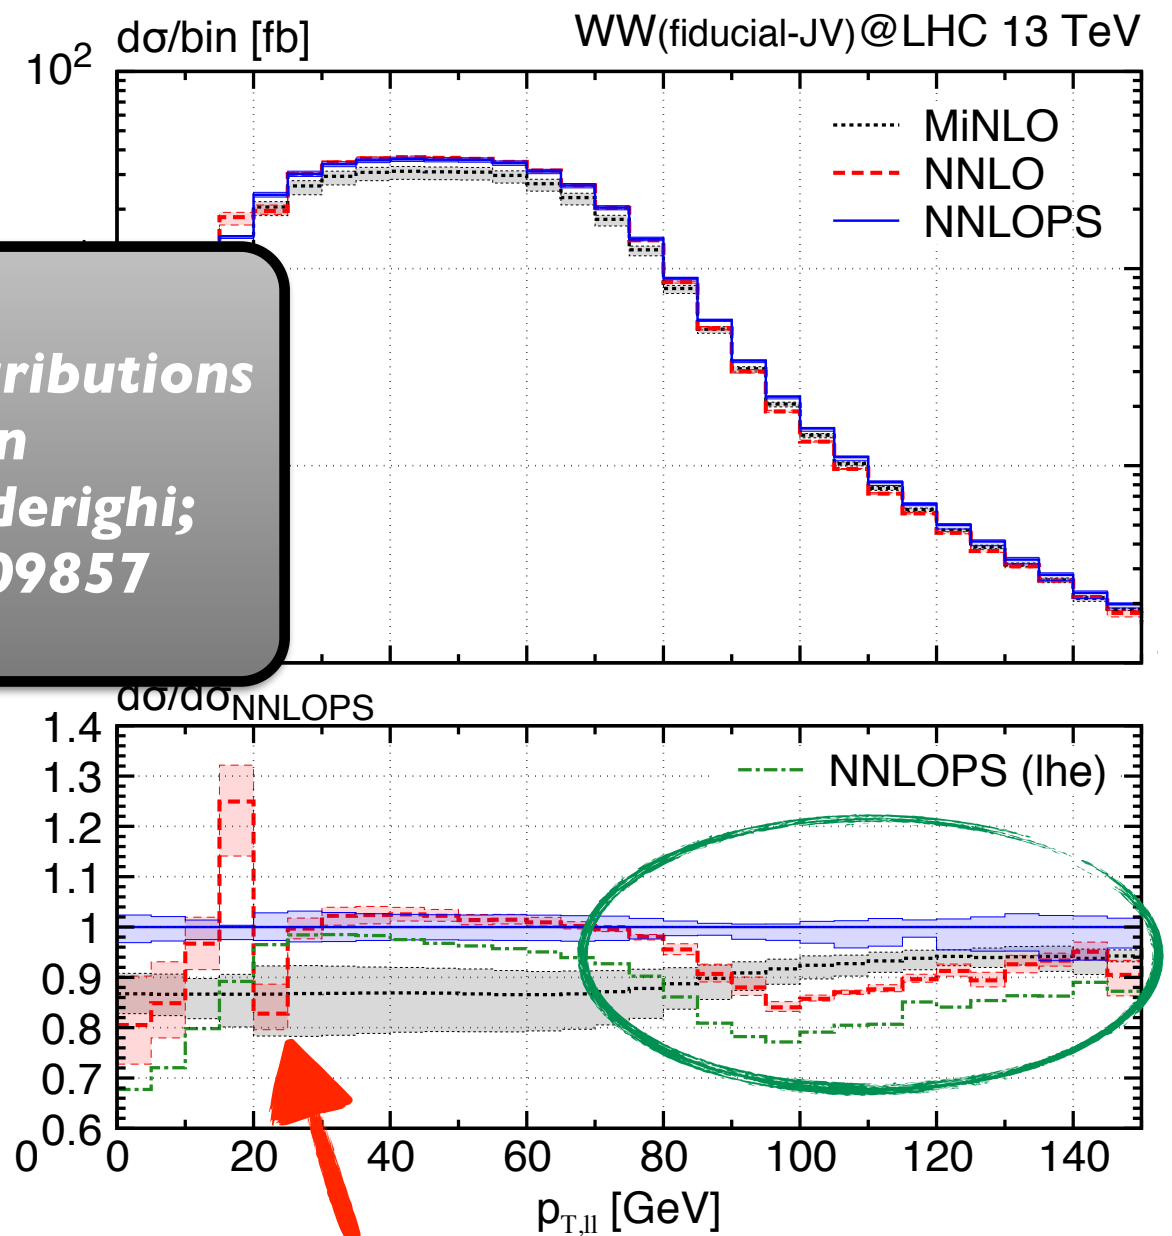 dσ/bin [fb]
WW(fiducial-JV)@LHC 13 TeV
10²
MiNLO
NNLO
NNLOPS
derighi;
09857
dσ/dσNNLOPS
NNLOPS (lhe)
1.4
1.3
1.2
1.1
1
0.9
0.8
0.7
0.6
0
0 20 40 60 80 100 120 140
pT,ll [GeV]